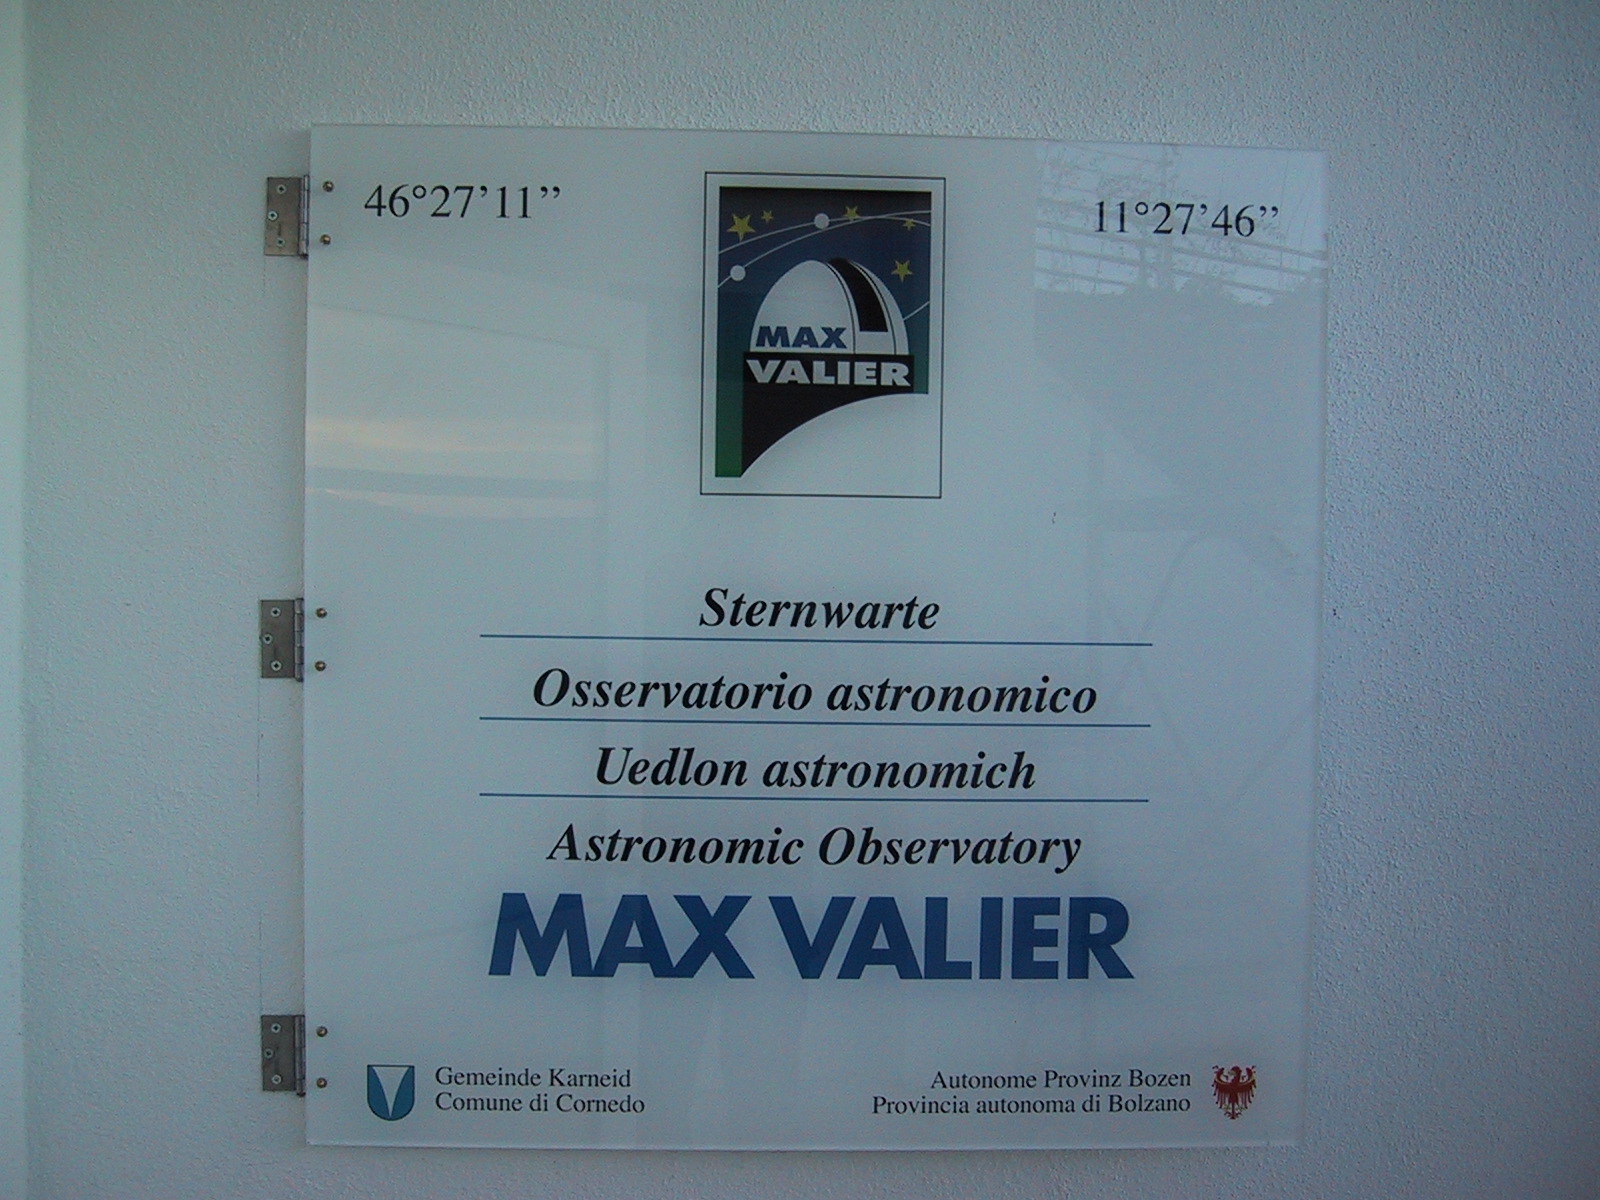 46°27’11”
11°27’46”
MAX
VALIER
Sternwarte
Osservatorio astronomico
Uedlon astronomich
Astronomic Observatory
MAX VALIER
Gemeinde Karneid
Comune di Cornedo
Autonome Provinz Bozen
Provincia autonoma di Bolzano